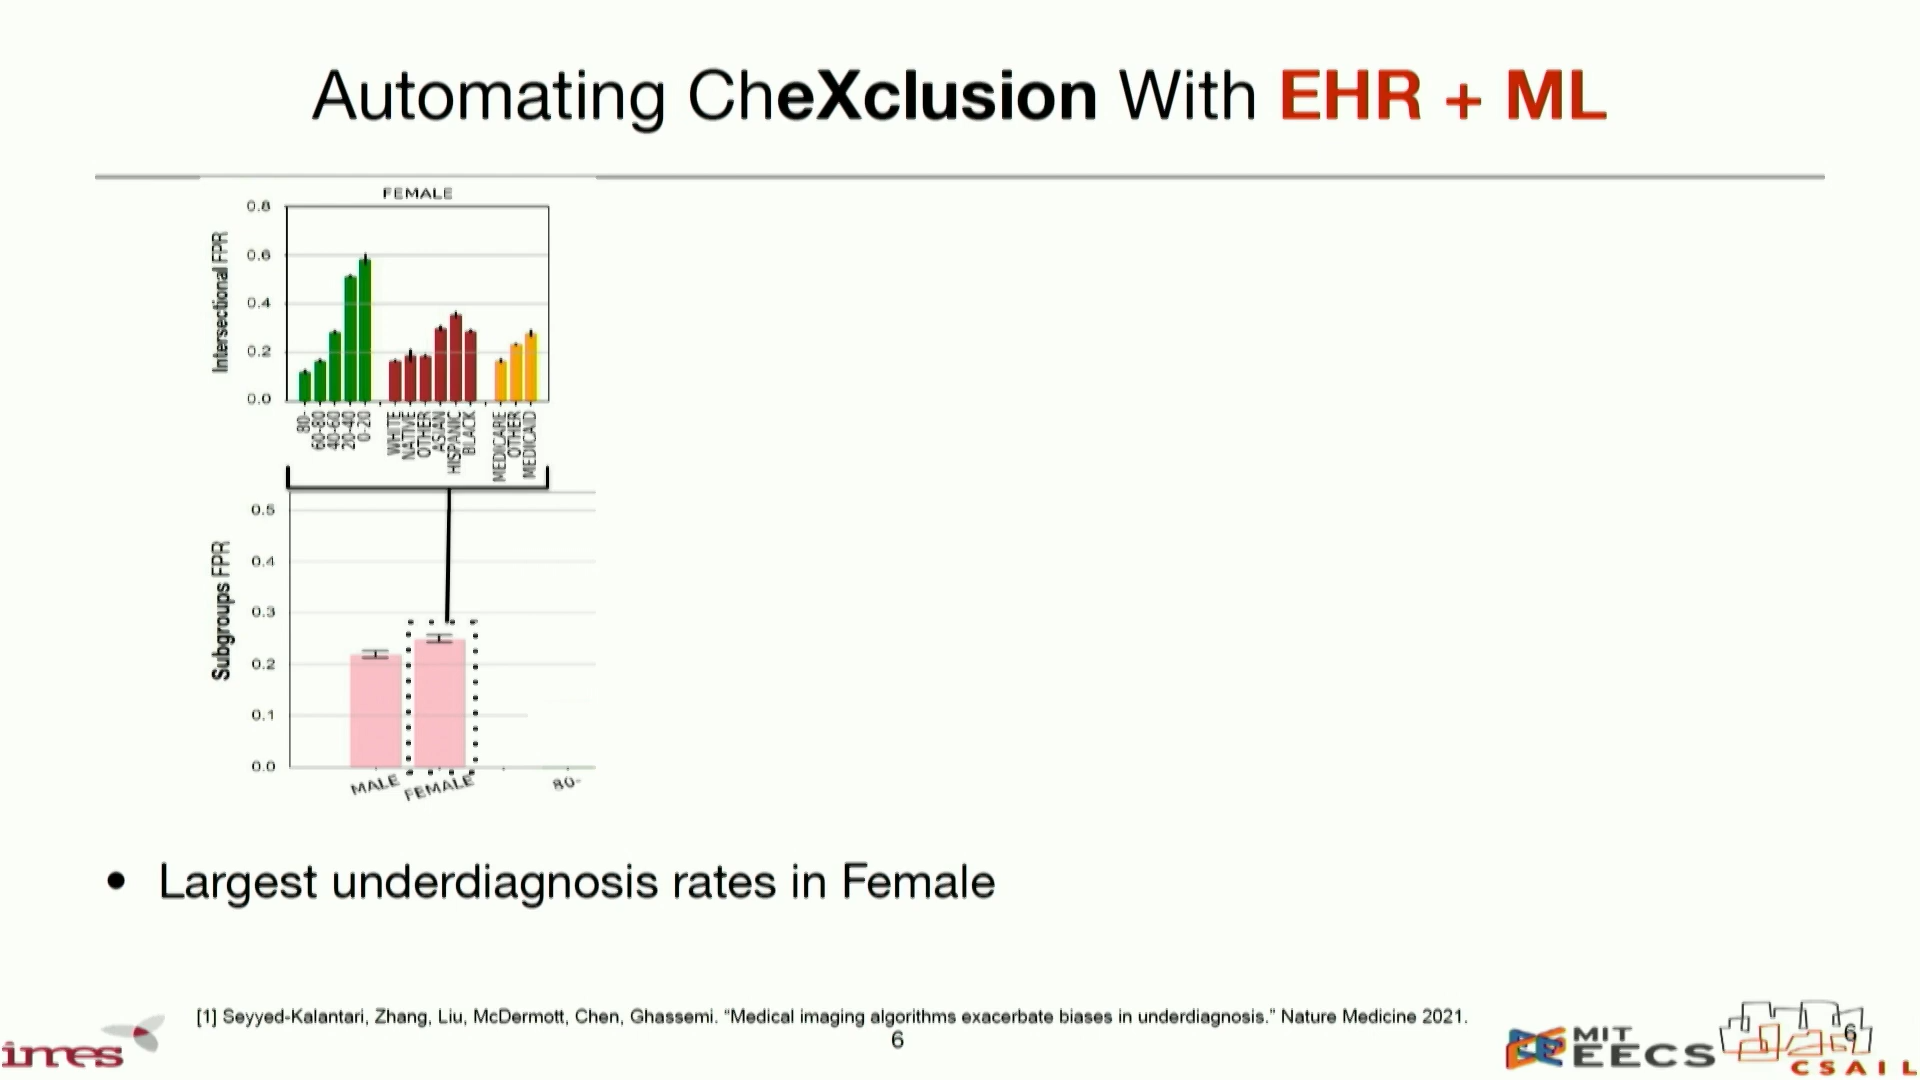 Automating CheXclusion With EHR + ML
FEMALE
Intersectional FPR
0.8
0.6
0.4
0.2
0.0
80-
60-80
40-60
20-40
0-20
WHITE
NATIVE
OTHER
ASIAN
HISPANIC
BLACK
MEDICARE
OTHER
MEDICAID
Subgroups FPR
0.5
0.4
0.3
0.2
0.1
0.0
MALE
FEMALE
80-
• Largest underdiagnosis rates in Female
[1] Seyyed-Kalantari, Zhang, Liu, McDermott, Chen, Ghassemi. “Medical imaging algorithms exacerbate biases in underdiagnosis.” Nature Medicine 2021.
6
imes
MIT
EECS
6
CSAIL